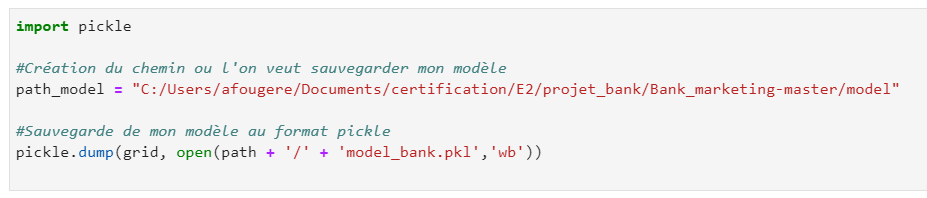 import pickle
#Création du chemin ou l'on veut sauvegarder mon modèle
path_model = "C:/Users/afougere/Documents/certification/E2/projet_bank/Bank_marketing-master/model"
#Sauvegarde de mon modèle au format pickle
pickle.dump(grid, open(path + '/' + 'model_bank.pkl','wb'))